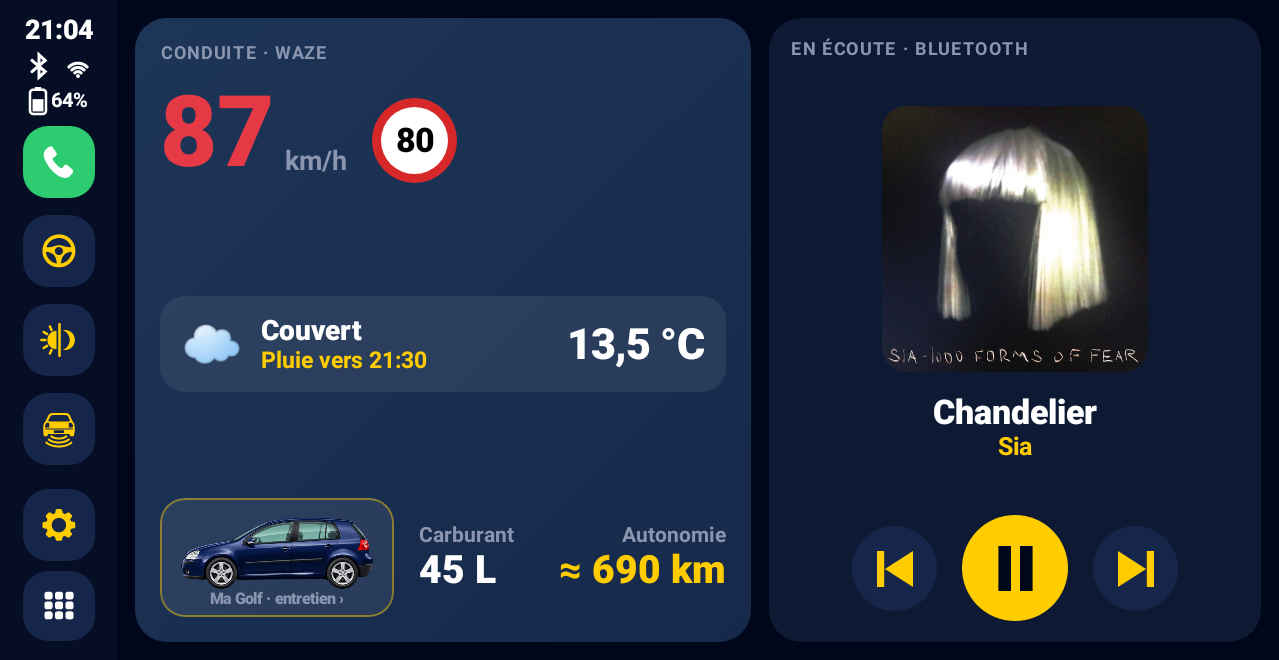 21:04
64%
CONDUITE · WAZE
87 km/h
80
Couvert
Pluie vers 21:30
13,5 °C
Ma Golf · entretien ›
Carburant
45 L
Autonomie
≈ 690 km
EN ÉCOUTE · BLUETOOTH
SIA - 1000 FORMS OF FEAR
Chandelier
Sia